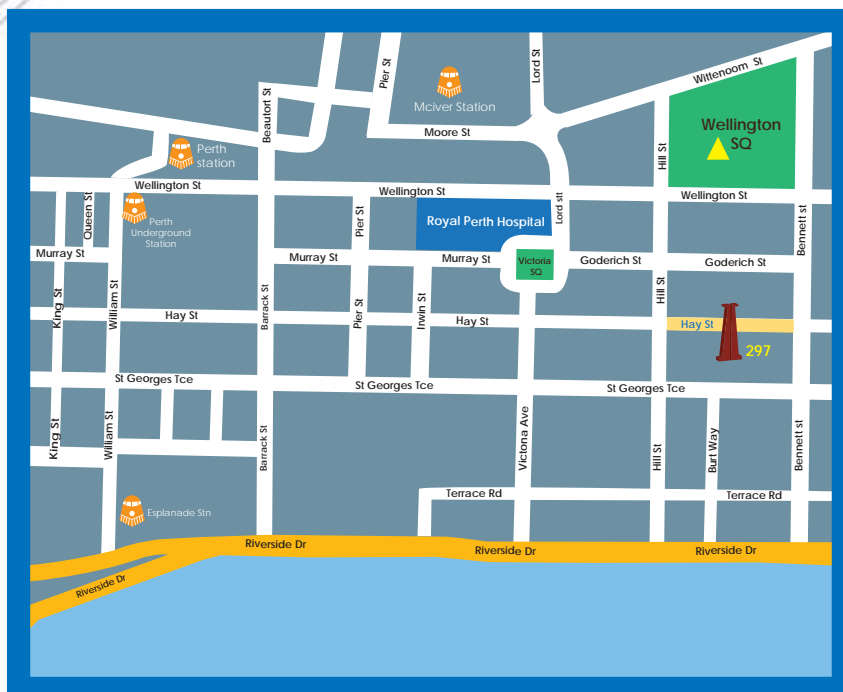 Wittenoom St
Pier St
Lord St
Mciver Station
Beautort St
Moore St
Wellington
SQ
Hill St
Perth
station
Wellington St
Wellington St
Wellington St
Queen St
Perth
Underground
Station
Pier St
Royal Perth Hospital
Lord stt
Bennett st
Murray St
Murray St
Murray St
Victoria
SQ
Goderich St
Goderich St
King St
William St
Barrack St
Pier St
Irwin St
Hill St
Hay St
Hay St
Hay St
297
St Georges Tce
St Georges Tce
St Georges Tce
King St
William St
Barrack St
Victona Ave
Hill St
Burt Way
Bennett st
Terrace Rd
Terrace Rd
Esplanade Stn
Riverside Dr
Riverside Dr
Riverside Dr
Riverside Dr